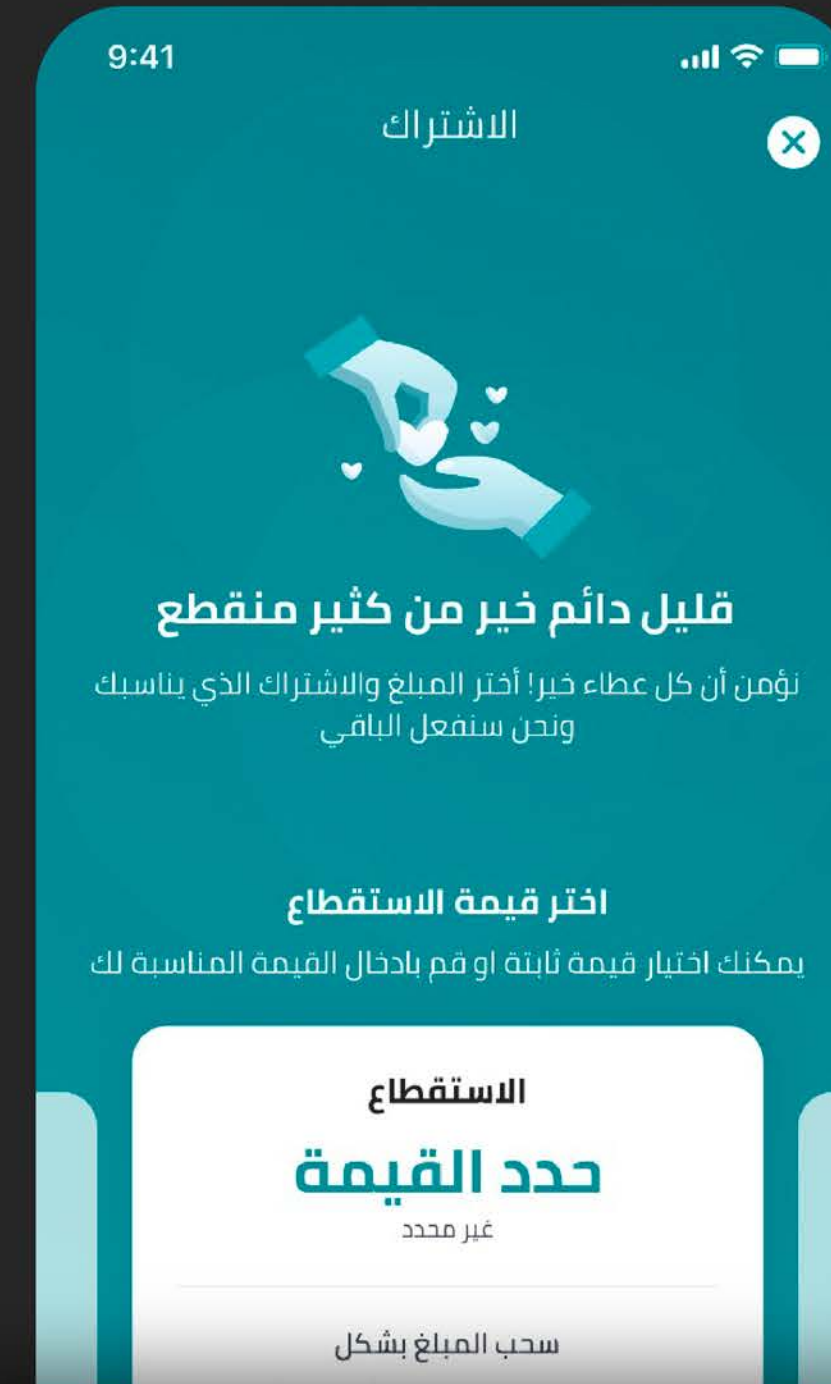 9:41
الاشتراك
قليل دائم خير من كثير منقطع
نؤمن أن كل عطاء خير! أختر المبلغ والاشتراك الذي يناسبك
ونحن سنفعل الباقي
اختر قيمة الاستقطاع
يمكنك اختيار قيمة ثابتة او قم بادخال القيمة المناسبة لك
الاستقطاع
حدد القيمة
غير محدد
سحب المبلغ بشكل